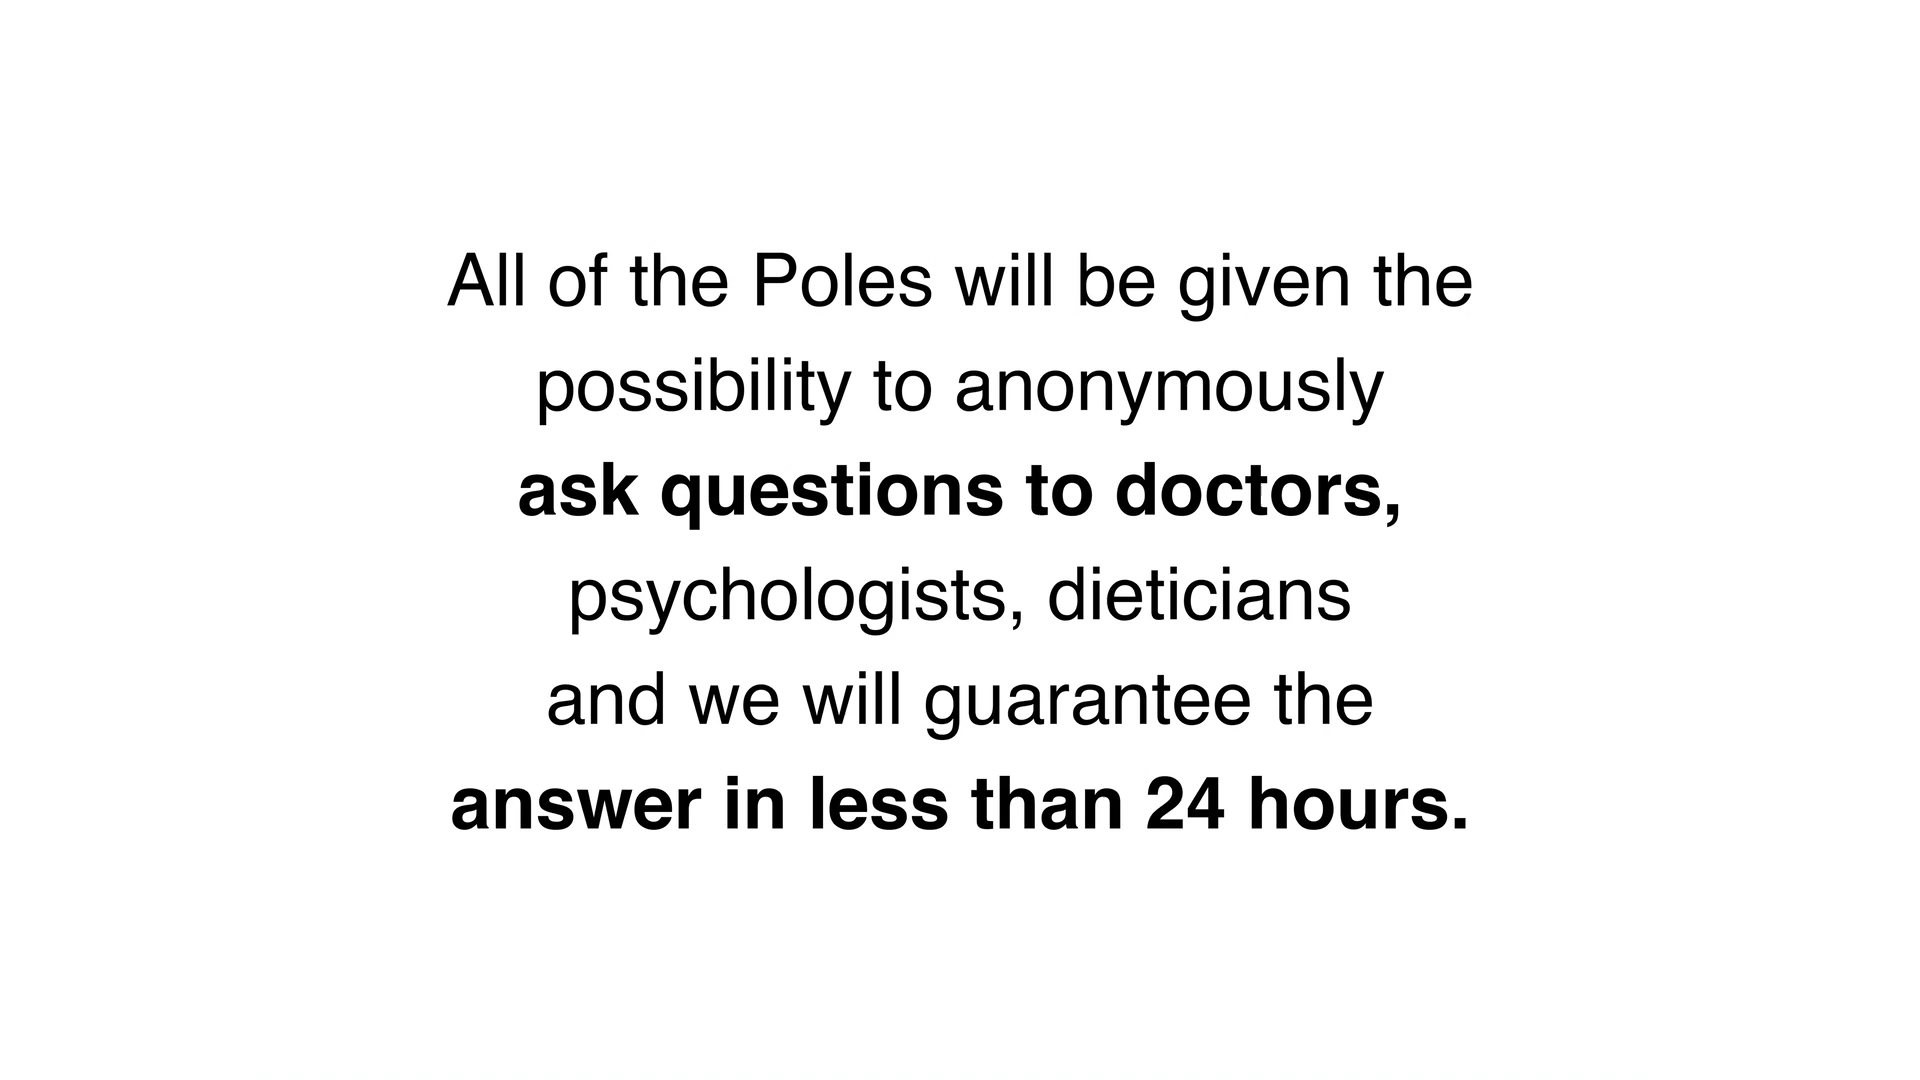 All of the Poles will be given the
possibility to anonymously
ask questions to doctors,
psychologists, dieticians
and we will guarantee the
answer in less than 24 hours.